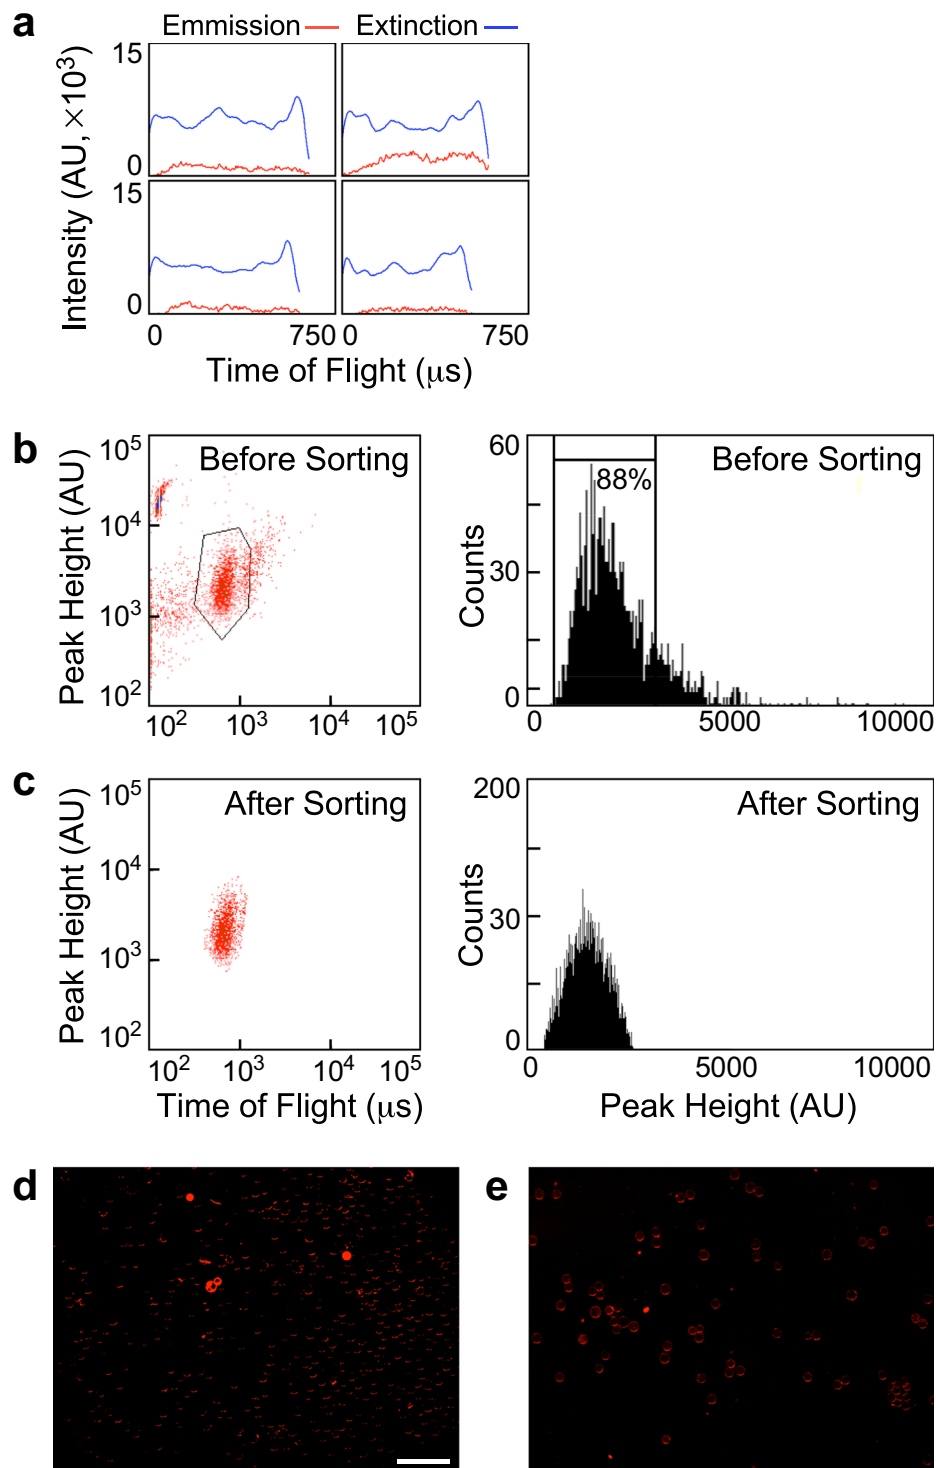 a
Emmission Extinction
Intensity (AU, ×10³)
15
0
15
0
0 750 0 750
Time of Flight (μs)
b
Peak Height (AU)
10⁵
10⁴
10³
10²
Before Sorting
10² 10³ 10⁴ 10⁵
Counts
60
30
0
88%
Before Sorting
0 5000 10000
c
Peak Height (AU)
10⁵
10⁴
10³
10²
After Sorting
10² 10³ 10⁴ 10⁵
Time of Flight (μs)
Counts
200
30
0
After Sorting
0 5000 10000
Peak Height (AU)
d
e